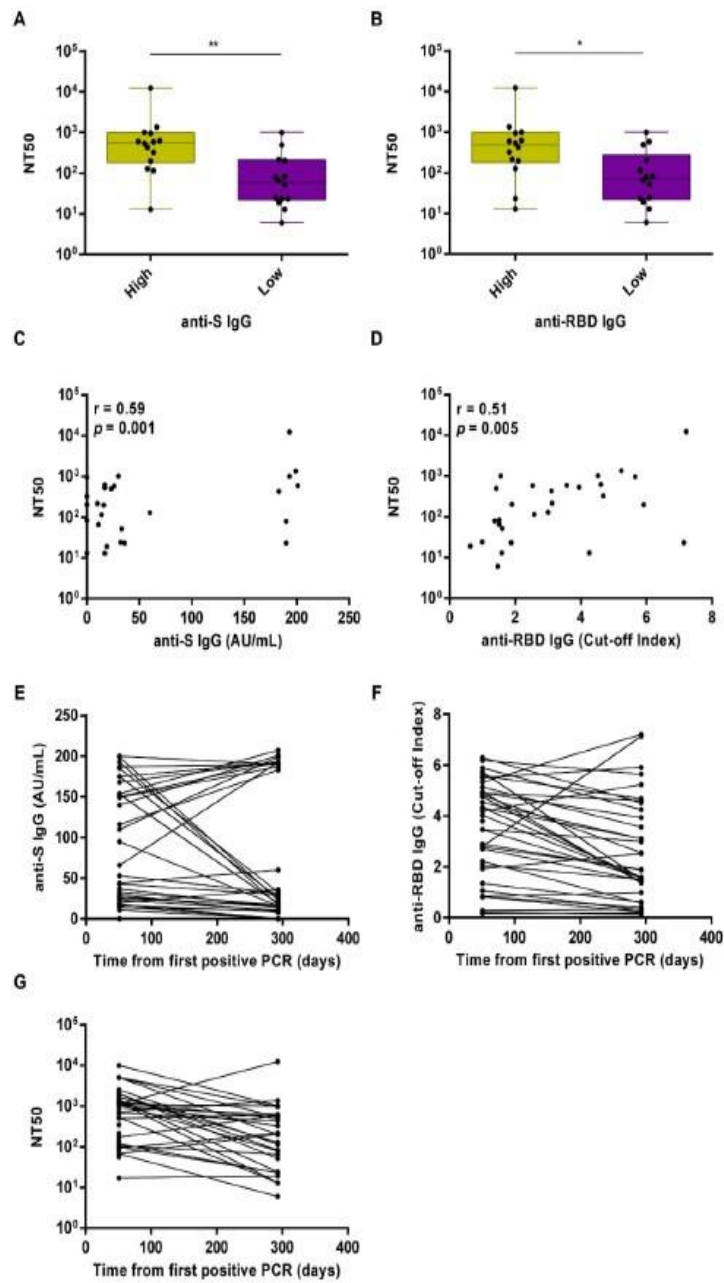 A
B
**
*
10⁵
10⁴
10³
10²
10¹
10⁰
NT50
High
Low
anti-S IgG
10⁵
10⁴
10³
10²
10¹
10⁰
NT50
High
Low
anti-RBD IgG
C
D
10⁵
10⁴
10³
10²
10¹
10⁰
NT50
r = 0.59
p = 0.001
0 50 100 150 200 250
anti-S IgG (AU/mL)
10⁵
10⁴
10³
10²
10¹
10⁰
NT50
r = 0.51
p = 0.005
0 2 4 6 8
anti-RBD IgG (Cut-off Index)
E
F
250
200
150
100
50
0
anti-S IgG (AU/mL)
0 100 200 300 400
Time from first positive PCR (days)
8
6
4
2
0
anti-RBD IgG (Cut-off Index)
0 100 200 300 400
Time from first positive PCR (days)
G
10⁵
10⁴
10³
10²
10¹
10⁰
NT50
0 100 200 300 400
Time from first positive PCR (days)